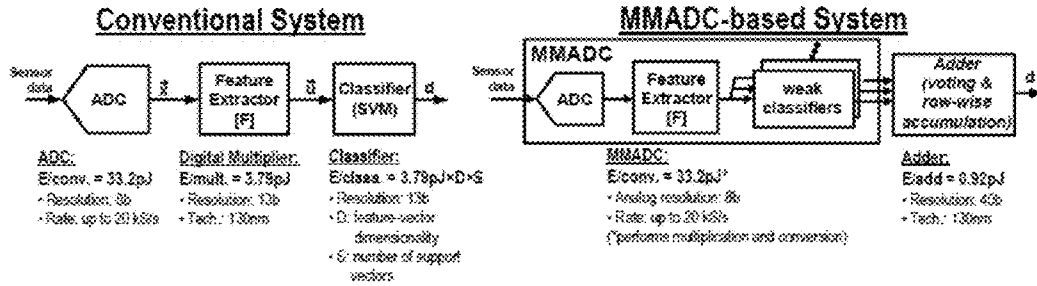 Conventional System
Sensor data
ADC
Feature Extractor [F]
Classifier (SVM)
d
ADC:
E/conv. = 33.2pJ
• Resolution: 8b
• Rate: up to 20 kS/s
Digital Multiplier:
E/mult. = 3.79pJ
• Resolution: 13b
• Tech.: 130nm
Classifier:
E/class. = 3.79pJ×D×S
• Resolution: 13b
• D: feature-vector
dimensionality
• S: number of support
vectors
MMADC-based System
MMADC
Sensor data
ADC
Feature Extractor [F]
weak classifiers
Adder
(voting &
row-wise
accumulation)
d
MMADC:
E/conv. = 33.2pJ*
• Analog resolution: 8b
• Rate: up to 20 kS/s
(*performs multiplication and conversion)
Adder:
E/add = 0.92pJ
• Resolution: 40b
• Tech.: 130nm